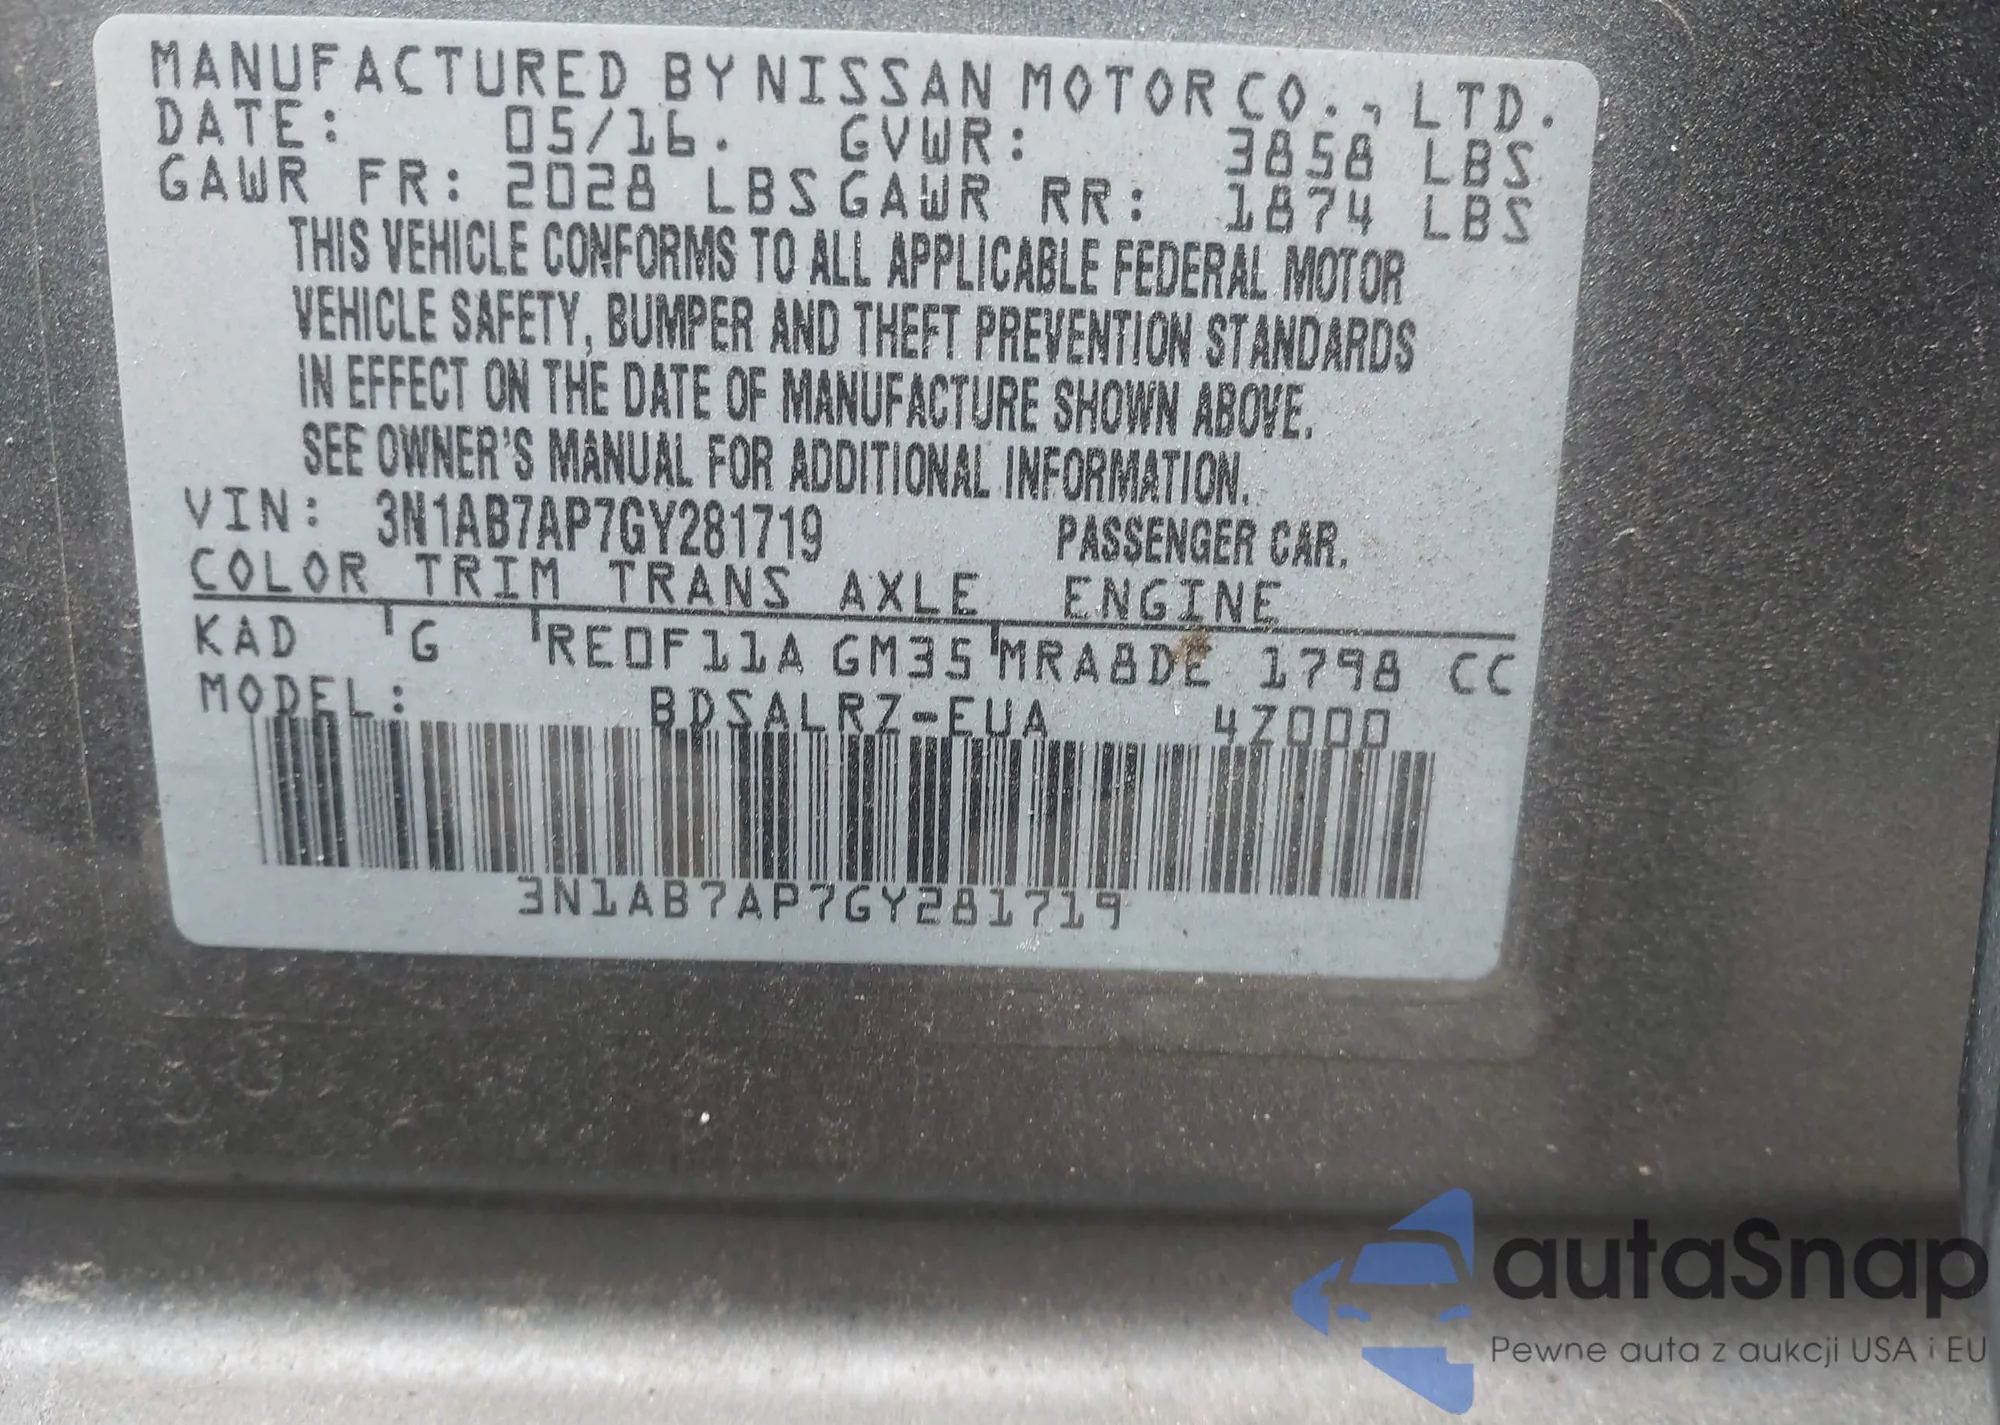 MANUFACTURED BY NISSAN MOTOR CO., LTD.
DATE: 05/16. GVWR: 3858 LBS
GAWR FR: 2028 LBS GAWR RR: 1874 LBS
THIS VEHICLE CONFORMS TO ALL APPLICABLE FEDERAL MOTOR
VEHICLE SAFETY, BUMPER AND THEFT PREVENTION STANDARDS
IN EFFECT ON THE DATE OF MANUFACTURE SHOWN ABOVE.
SEE OWNER'S MANUAL FOR ADDITIONAL INFORMATION.
VIN: 3N1AB7AP7GY281719 PASSENGER CAR.
COLOR TRIM TRANS AXLE ENGINE
KAD G RE0F11A GM35 MRA8DE 1798 CC
MODEL: BDSALRZ-EUA 4Z000
3N1AB7AP7GY281719
autaSnap
Pewne auta z aukcji USA i EU